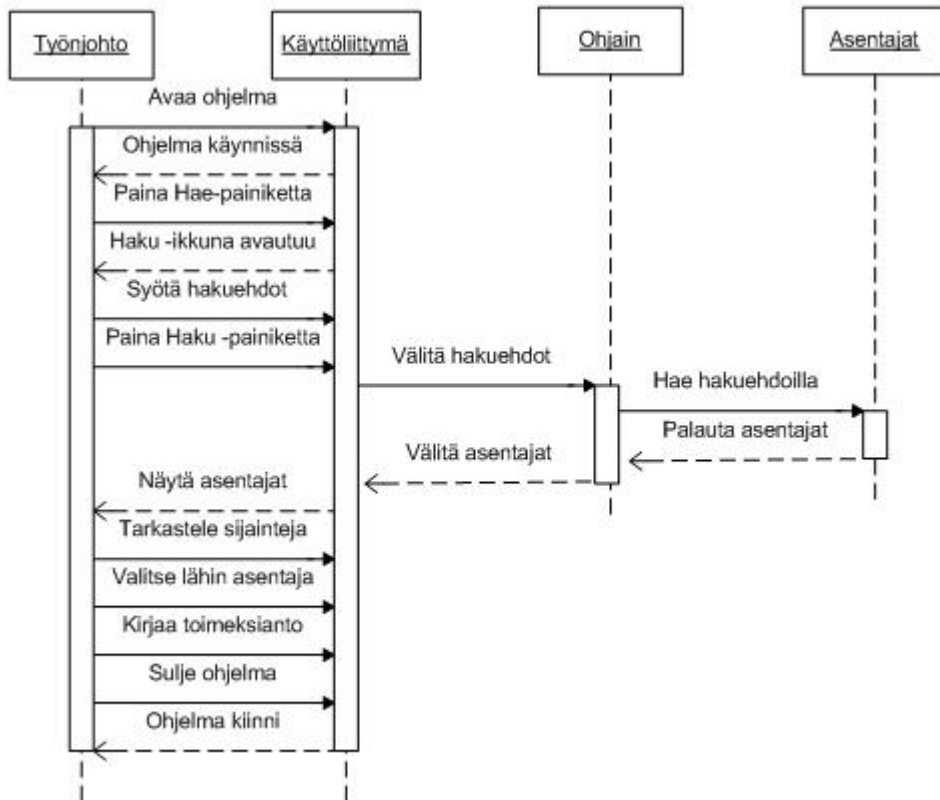 Työnjohto
Käyttöliittymä
Ohjain
Asentajat
Avaa ohjelma
Ohjelma käynnissä
Paina Hae-painiketta
Haku -ikkuna avautuu
Syötä hakuehdot
Paina Haku -painiketta
Välitä hakuehdot
Hae hakuehdoilla
Palauta asentajat
Välitä asentajat
Näytä asentajat
Tarkastele sijainteja
Valitse lähin asentaja
Kirjaa toimeksianto
Sulje ohjelma
Ohjelma kiinni